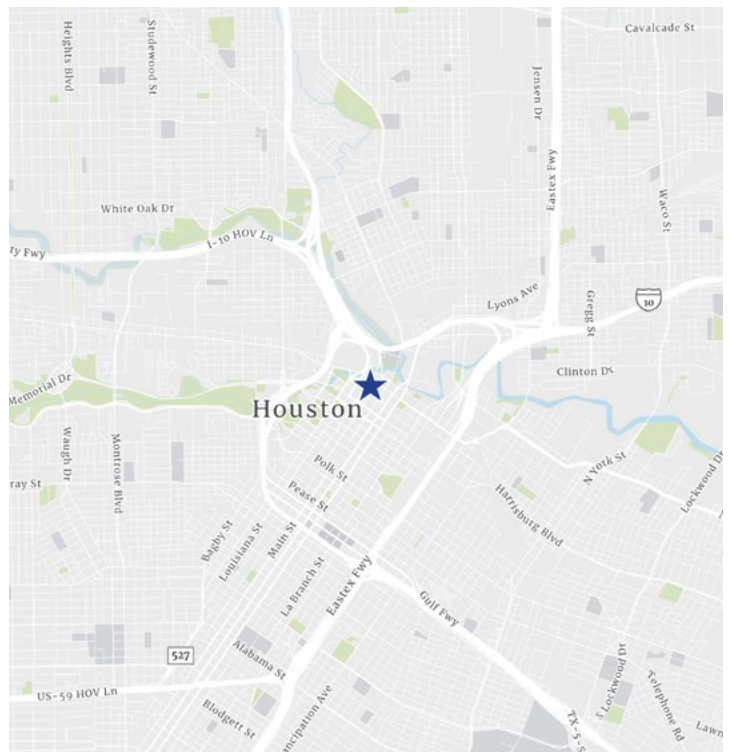 Heights Blvd
Studewood St
Cavalcade St
Jensen Dr
Eastex Fwy
Waco St
White Oak Dr
I-10 HOV Ln
ty Fwy
Lyons Ave
Gregg St
10
Clinton Dr
Memorial Dr
Houston
Waugh Dr
Montrose Blvd
ray St
Polk St
Pease St
N York St
Lockwood Dr
Harrisburg Blvd
Bagby St
Louisiana St
Main St
La Branch St
Eastex Fwy
Gulf Fwy
527
Alabama St
US-59 HOV Ln
Blodgett St
ancipation Ave
TX-5-S
S Lockwood Dr
Telephone Rd
Lawn